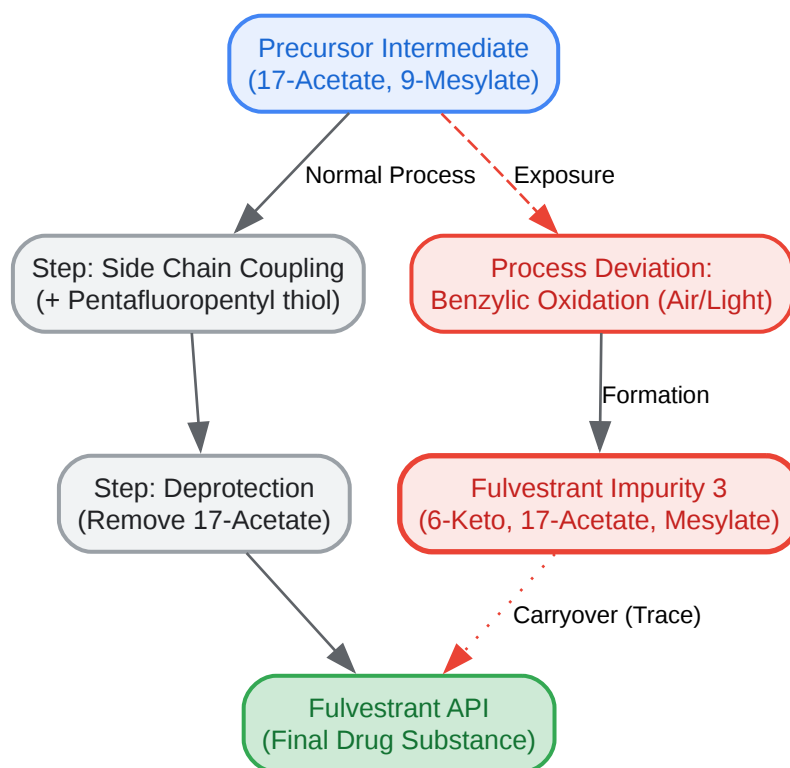 Precursor Intermediate
(17-Acetate, 9-Mesylate)
Normal Process
Exposure
Step: Side Chain Coupling
(+ Pentafluoropentyl thiol)
Process Deviation:
Benzylic Oxidation (Air/Light)
Formation
Step: Deprotection
(Remove 17-Acetate)
Fulvestrant Impurity 3
(6-Keto, 17-Acetate, Mesylate)
Carryover (Trace)
Fulvestrant API
(Final Drug Substance)